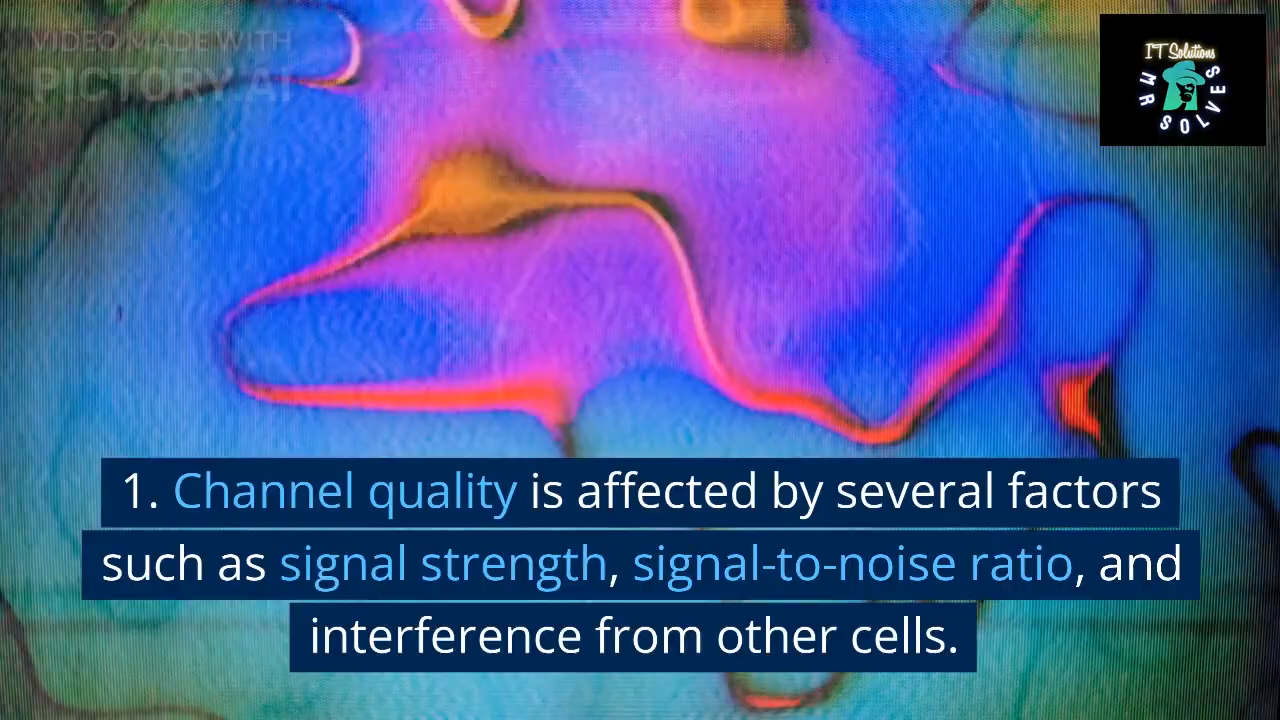 VIDEO MADE WITH
PICTORY.AI
IT Solutions
MR SOLVES
1. Channel quality is affected by several factors
such as signal strength, signal-to-noise ratio, and
interference from other cells.